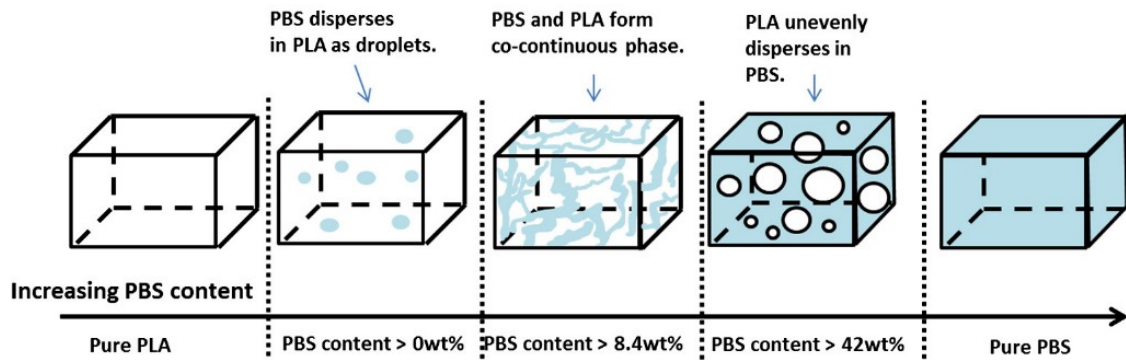 PBS disperses
in PLA as droplets.
PBS and PLA form
co-continuous phase.
PLA unevenly
disperses in
PBS.
Increasing PBS content
Pure PLA
PBS content > 0wt%
PBS content > 8.4wt%
PBS content > 42wt%
Pure PBS